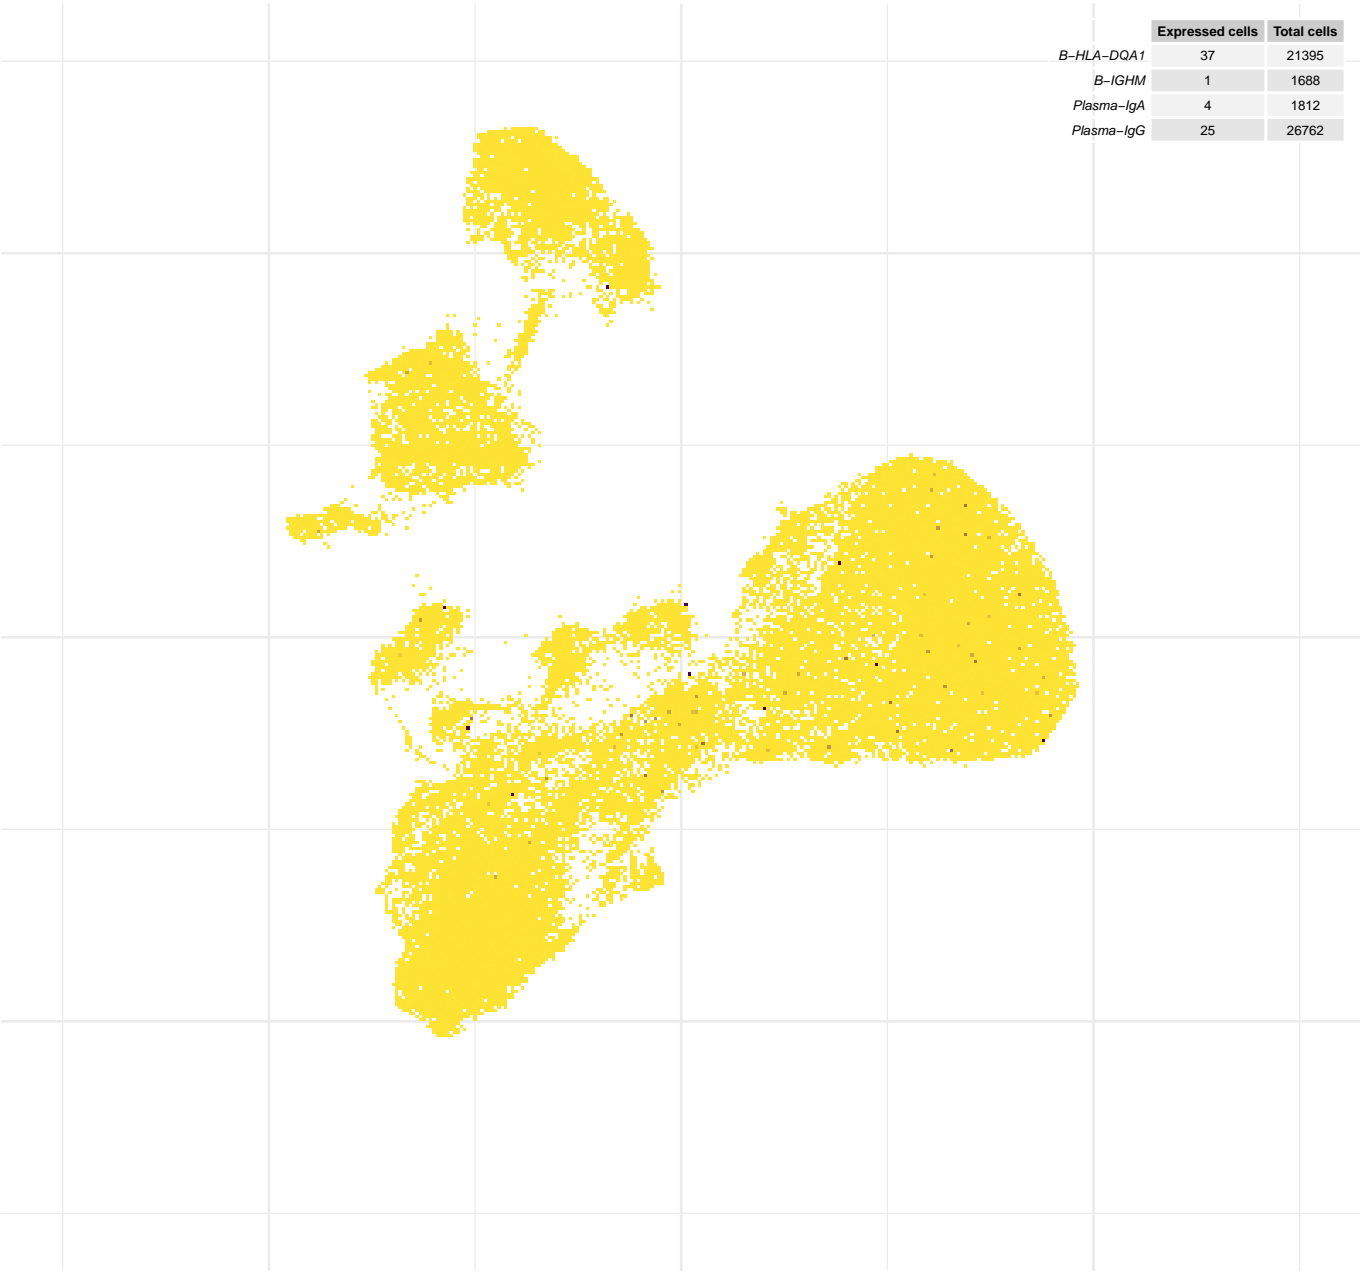 Expressed cells Total cells
B−HLA−DQA1 37 21395
B−IGHM 1 1688
Plasma−IgA 4 1812
Plasma−IgG 25 26762